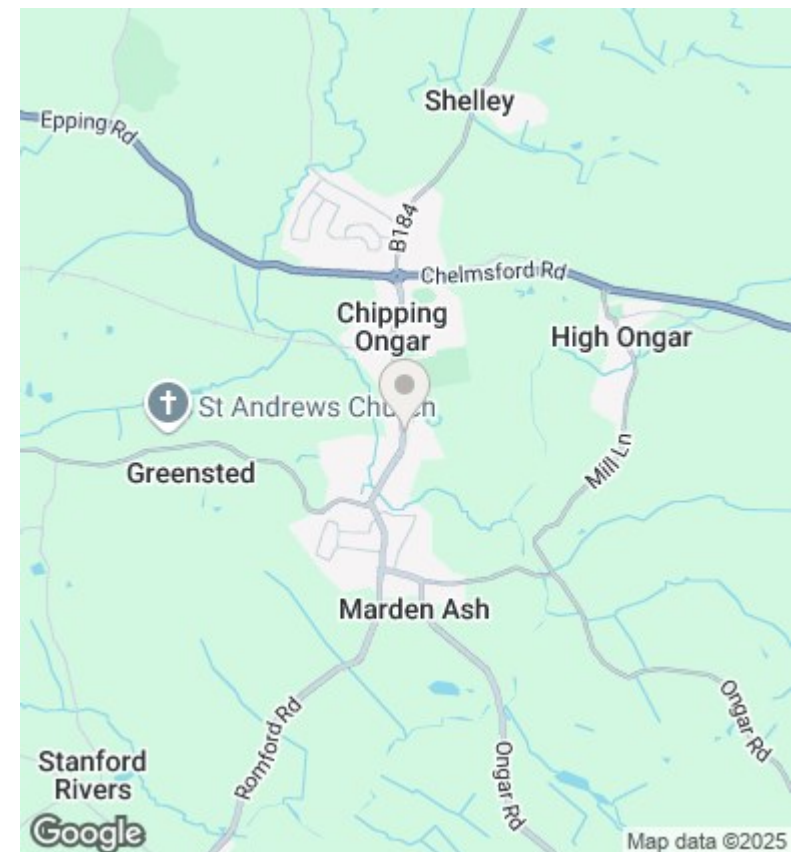 Shelley
Epping Rd
B184
Chelmsford Rd
Chipping
Ongar
High Ongar
St Andrews Church
Greensted
Mill Ln
Marden Ash
Ongar Rd
Romford Rd
Ongar Rd
Stanford
Rivers
Google
Map data ©2025